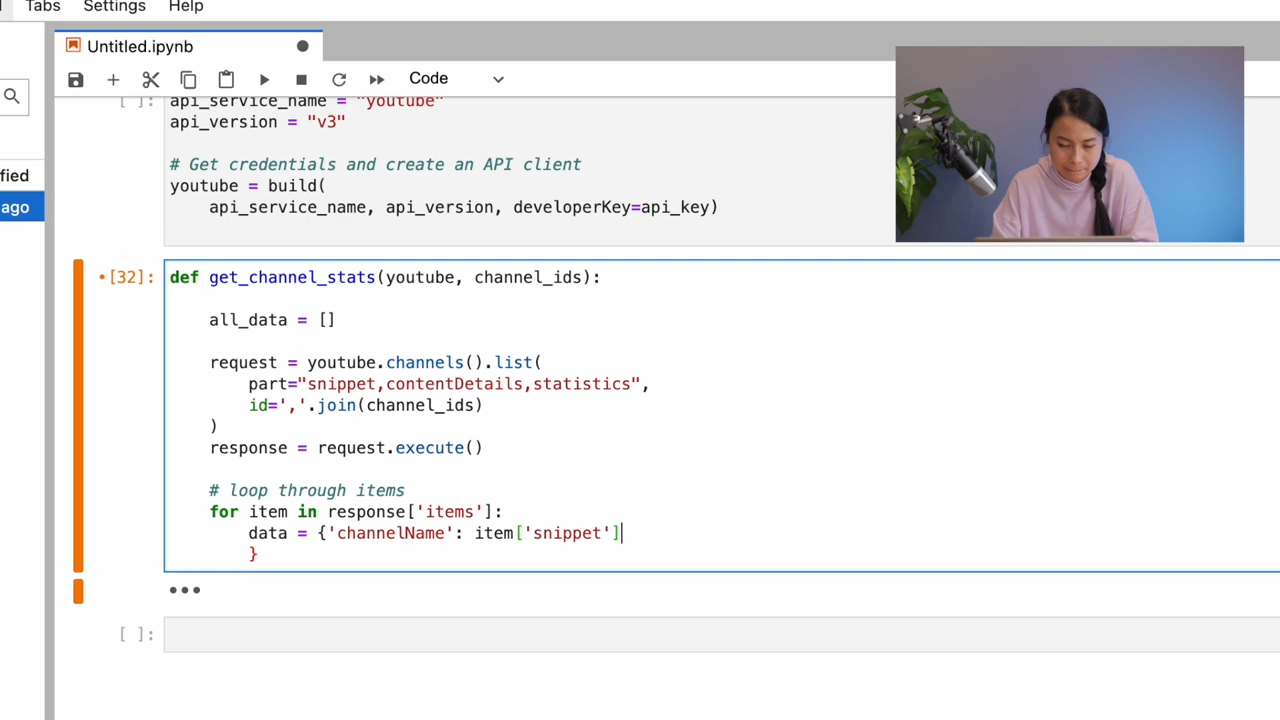 Tabs Settings Help
Untitled.ipynb
Code
fied
ago
[ ]: api_service_name = "youtube"
api_version = "v3"
# Get credentials and create an API client
youtube = build(
api_service_name, api_version, developerKey=api_key)
[32]: def get_channel_stats(youtube, channel_ids):
all_data = []
request = youtube.channels().list(
part="snippet,contentDetails,statistics",
id=','.join(channel_ids)
)
response = request.execute()
# loop through items
for item in response['items']:
data = {'channelName': item['snippet']
}
•••
[ ]: